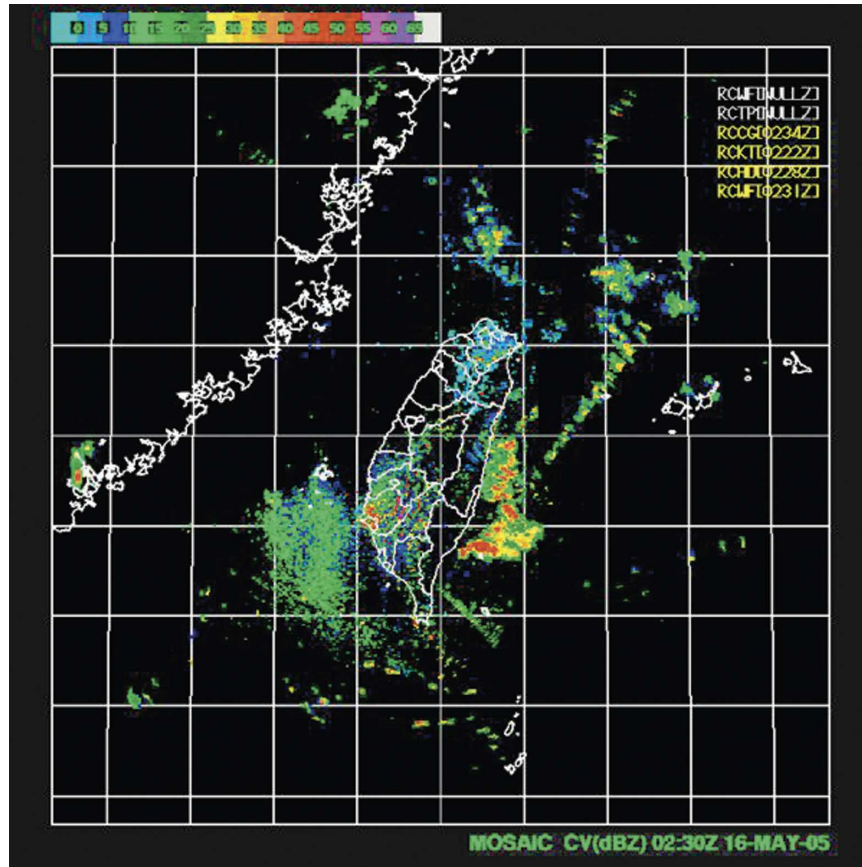 0 5 10 15 20 25 30 35 40 45 50 55 60 65
RCWF[NULLZ]
RCTP[NULLZ]
RCCG[0234Z]
RCKT[0222Z]
RCHD[0228Z]
RCWF[0231Z]
MOSAIC CV(dBZ) 02:30Z 16-MAY-05